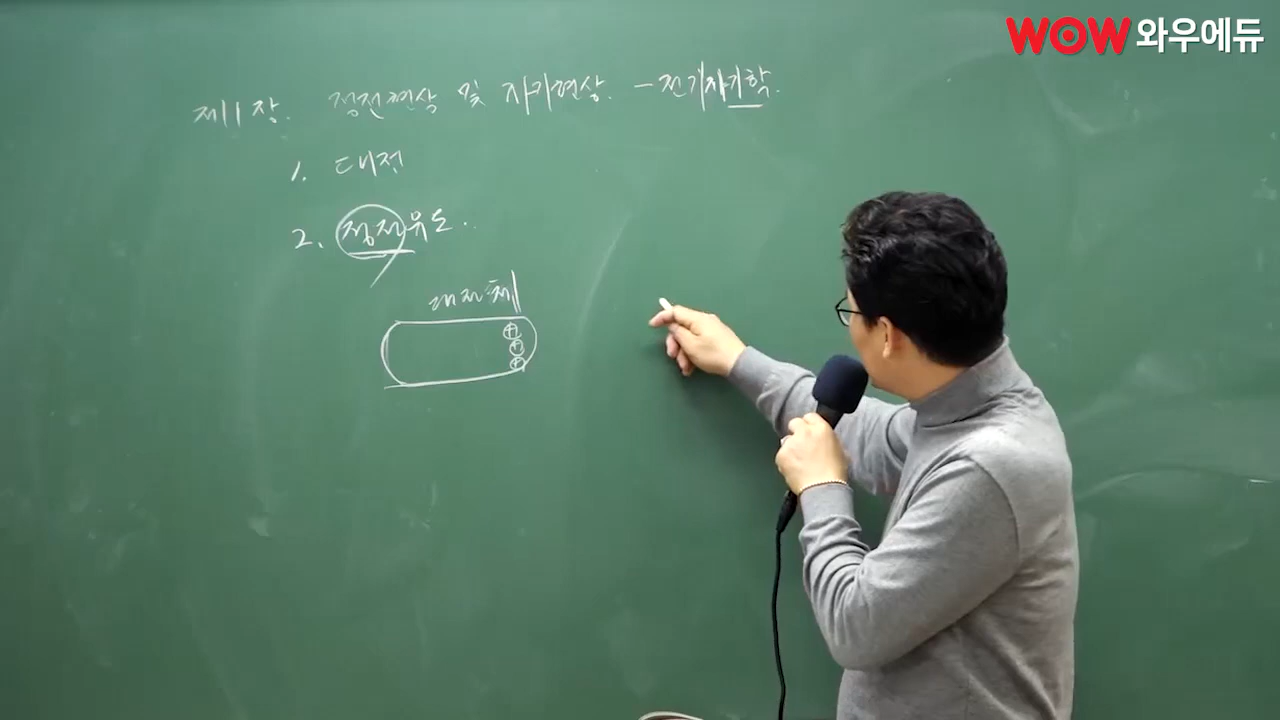 WOW 와우에듀
제11장. 정전현상 및 자기현상. - 전기자기학.
1. 대전
2. 정전유도.
대전체
+
+
+